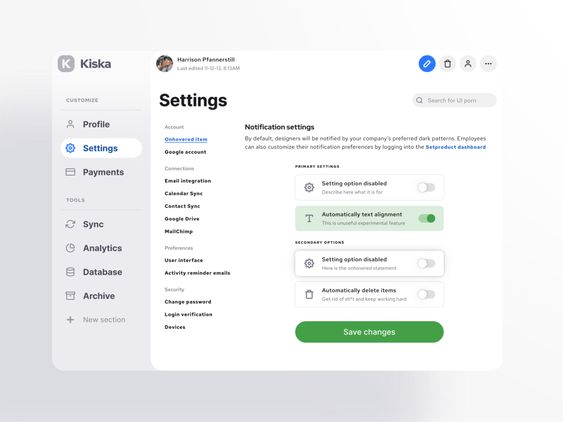 K Kiska
CUSTOMIZE
Profile
Settings
Payments
TOOLS
Sync
Analytics
Database
Archive
+ New section
Harrison Pfannerstill
Last edited 11-12-13, 8:13AM
Settings
Search for UI porn
Account
Onhovered item
Google account
Connections
Email integration
Calendar Sync
Contact Sync
Google Drive
MailChimp
Preferences
User interface
Activity reminder emails
Security
Change password
Login verification
Devices
Notification settings
By default, designers will be notified by your company's preferred dark patterns. Employees
can also customize their notification preferences by logging into the Setproduct dashboard
PRIMARY SETTINGS
Setting option disabled
Describe here what it is for
T
Automatically text alignment
This is unuseful experimental feature
SECONDARY OPTIONS
Setting option disabled
Here is the onhovered statement
Automatically delete items
Get rid of sh*t and keep working hard
Save changes